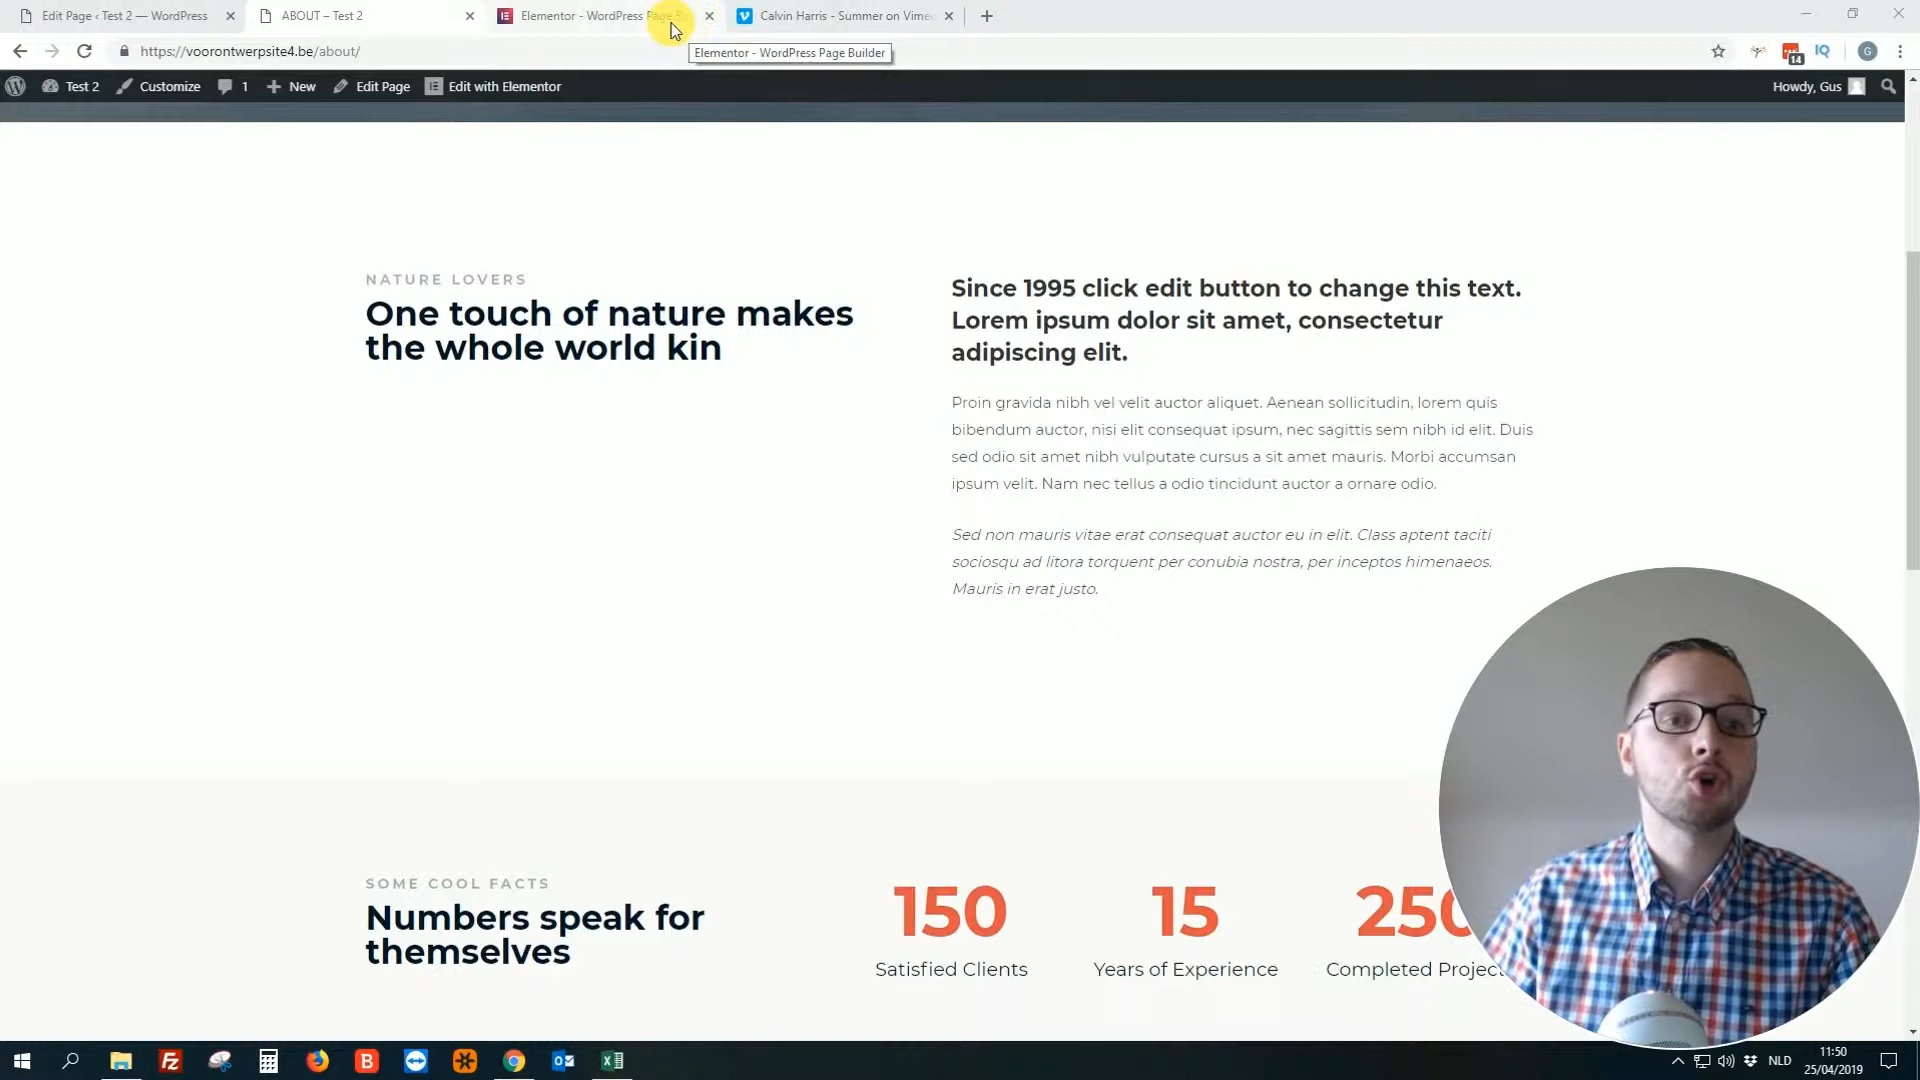 Edit Page ‹ Test 2 — WordPress
ABOUT – Test 2
Elementor - WordPress Page
Calvin Harris - Summer on Vime
https://voorontwerpsite4.be/about/
Elementor - WordPress Page Builder
14
IQ
G
Test 2
Customize
1
New
Edit Page
Edit with Elementor
Howdy, Gus
NATURE LOVERS
One touch of nature makes
the whole world kin
Since 1995 click edit button to change this text.
Lorem ipsum dolor sit amet, consectetur
adipiscing elit.
Proin gravida nibh vel velit auctor aliquet. Aenean sollicitudin, lorem quis
bibendum auctor, nisi elit consequat ipsum, nec sagittis sem nibh id elit. Duis
sed odio sit amet nibh vulputate cursus a sit amet mauris. Morbi accumsan
ipsum velit. Nam nec tellus a odio tincidunt auctor a ornare odio.
Sed non mauris vitae erat consequat auctor eu in elit. Class aptent taciti
sociosqu ad litora torquent per conubia nostra, per inceptos himenaeos.
Mauris in erat justo.
SOME COOL FACTS
Numbers speak for
themselves
150
Satisfied Clients
15
Years of Experience
250
Completed Project
NLD
11:50
25/04/2019